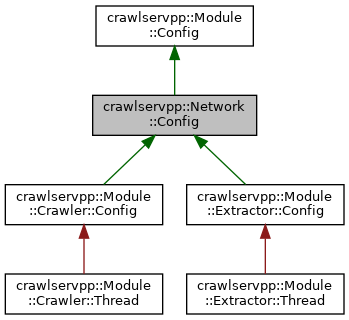 crawlservpp::Module
::Config
crawlservpp::Network
::Config
crawlservpp::Module
::Crawler::Config
crawlservpp::Module
::Extractor::Config
crawlservpp::Module
::Crawler::Thread
crawlservpp::Module
::Extractor::Thread